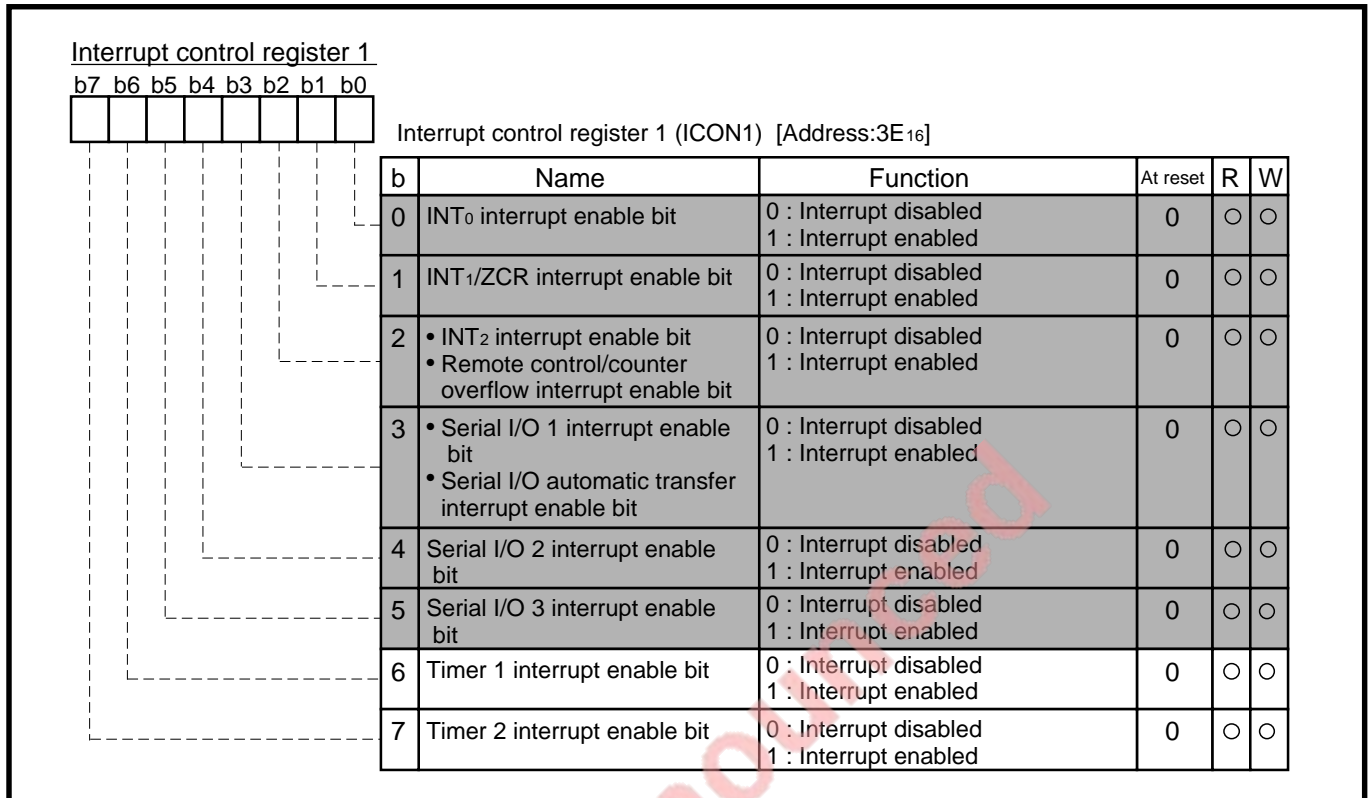 Interrupt control register 1
b7 b6 b5 b4 b3 b2 b1 b0
Interrupt control register 1 (ICON1) [Address:3E16]
b Name Function At reset R W
0 INT0 interrupt enable bit 0 : Interrupt disabled 0 ○ ○
1 : Interrupt enabled
1 INT1/ZCR interrupt enable bit 0 : Interrupt disabled 0 ○ ○
1 : Interrupt enabled
2 • INT2 interrupt enable bit 0 : Interrupt disabled 0 ○ ○
• Remote control/counter 1 : Interrupt enabled
overflow interrupt enable bit
3 • Serial I/O 1 interrupt enable 0 : Interrupt disabled 0 ○ ○
bit 1 : Interrupt enabled
• Serial I/O automatic transfer
interrupt enable bit
4 Serial I/O 2 interrupt enable 0 : Interrupt disabled 0 ○ ○
bit 1 : Interrupt enabled
5 Serial I/O 3 interrupt enable 0 : Interrupt disabled 0 ○ ○
bit 1 : Interrupt enabled
6 Timer 1 interrupt enable bit 0 : Interrupt disabled 0 ○ ○
1 : Interrupt enabled
7 Timer 2 interrupt enable bit 0 : Interrupt disabled 0 ○ ○
1 : Interrupt enabled